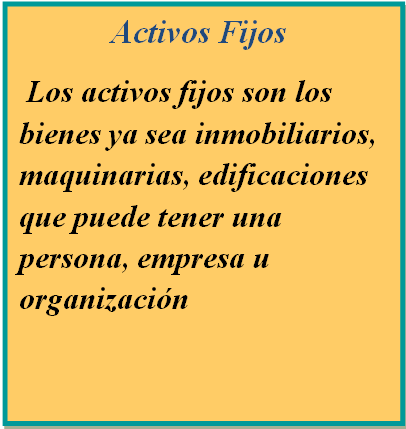 Activos Fijos
Los activos fijos son los
bienes ya sea inmobiliarios,
maquinarias, edificaciones
que puede tener una
persona, empresa u
organización